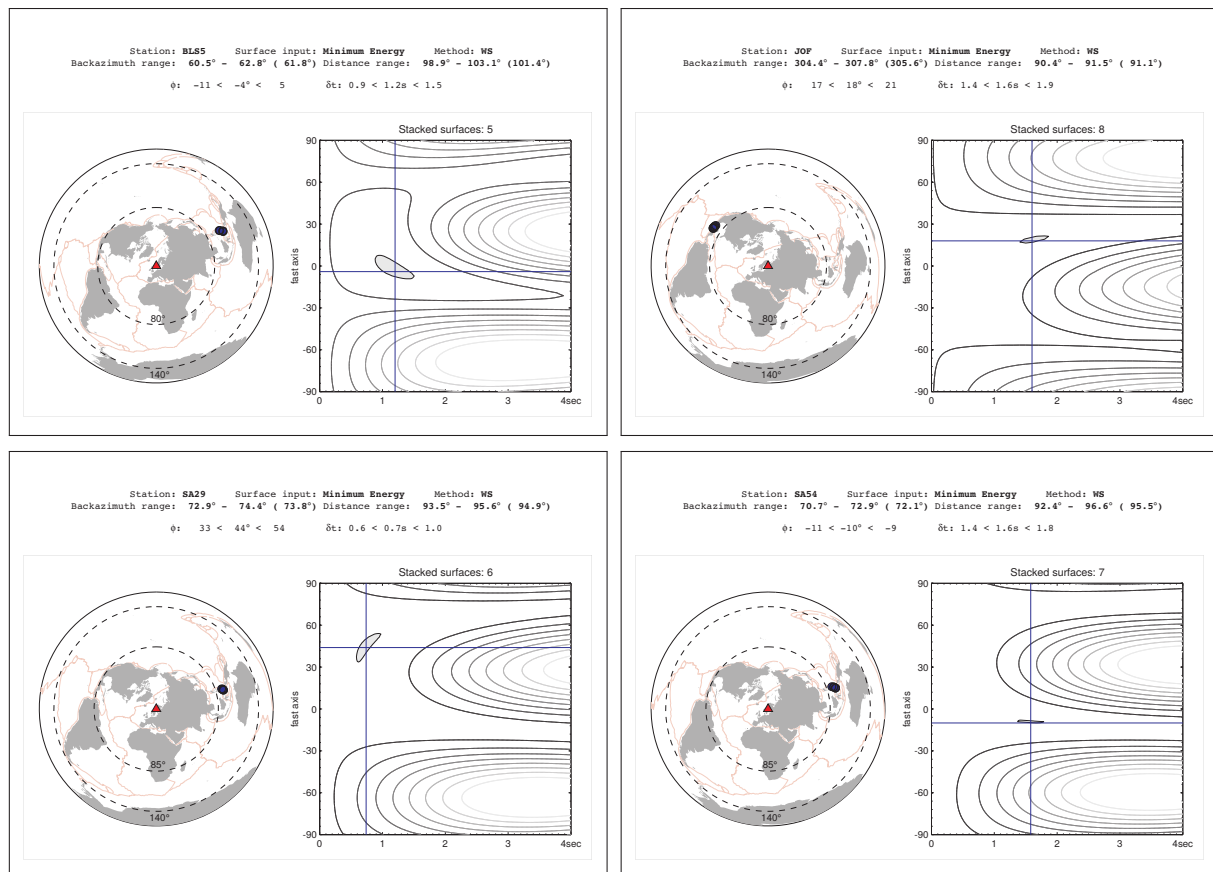 Station: BLS5 Surface input: Minimum Energy Method: WS
Backazimuth range: 60.5° - 62.8° ( 61.8°) Distance range: 98.9° - 103.1° (101.4°)
ϕ: -11 < -4° < 5 δt: 0.9 < 1.2s < 1.5
Stacked surfaces: 5
90
60
30
0
-30
-60
-90
fast axis
0 1 2 3 4sec
80°
140°
Station: JOF Surface input: Minimum Energy Method: WS
Backazimuth range: 304.4° - 307.8° (305.6°) Distance range: 90.4° - 91.5° ( 91.1°)
ϕ: 17 < 18° < 21 δt: 1.4 < 1.6s < 1.9
Stacked surfaces: 8
90
60
30
0
-30
-60
-90
fast axis
0 1 2 3 4sec
80°
140°
Station: SA29 Surface input: Minimum Energy Method: WS
Backazimuth range: 72.9° - 74.4° ( 73.8°) Distance range: 93.5° - 95.6° ( 94.9°)
ϕ: 33 < 44° < 54 δt: 0.6 < 0.7s < 1.0
Stacked surfaces: 6
90
60
30
0
-30
-60
-90
fast axis
0 1 2 3 4sec
85°
140°
Station: SA54 Surface input: Minimum Energy Method: WS
Backazimuth range: 70.7° - 72.9° ( 72.1°) Distance range: 92.4° - 96.6° ( 95.5°)
ϕ: -11 < -10° < -9 δt: 1.4 < 1.6s < 1.8
Stacked surfaces: 7
90
60
30
0
-30
-60
-90
fast axis
0 1 2 3 4sec
85°
140°